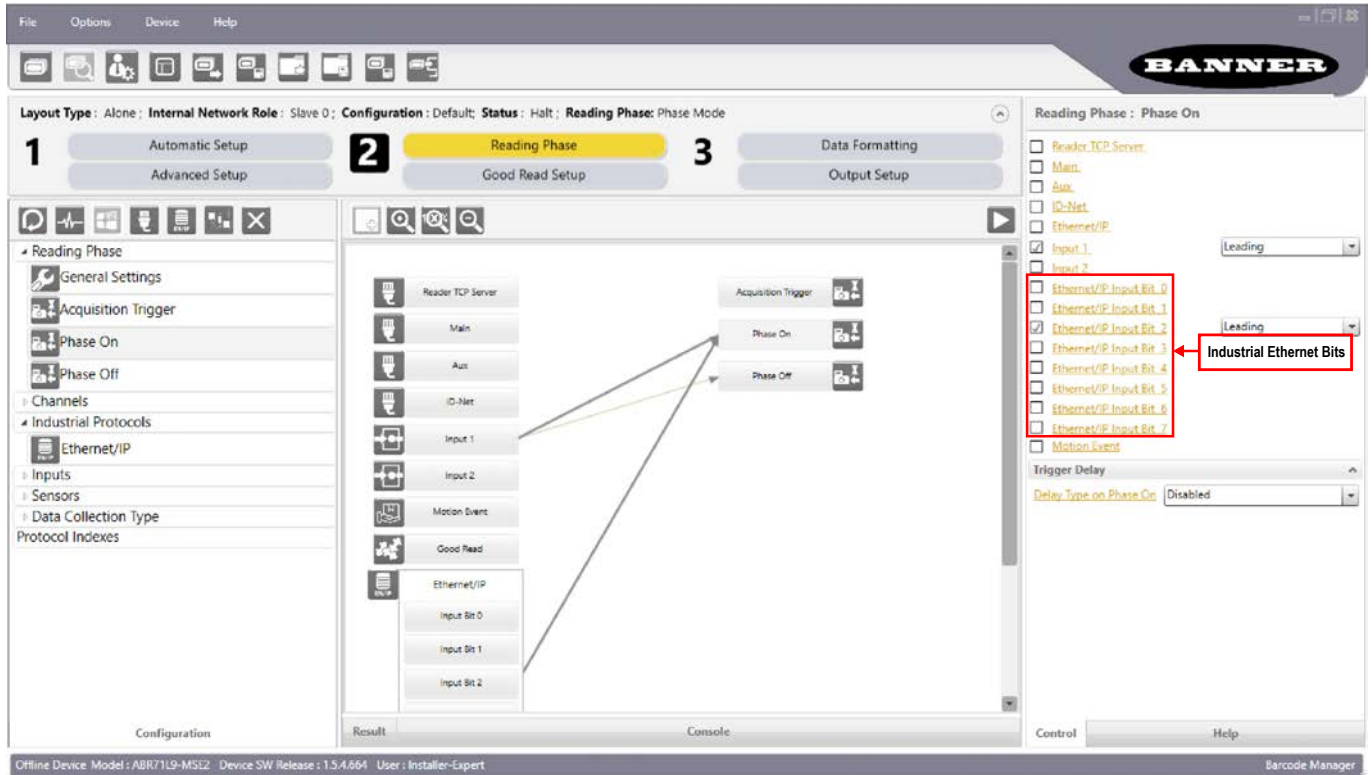 File Options Device Help
BANNER
Layout Type : Alone ; Internal Network Role : Slave 0 ; Configuration : Default; Status : Halt ; Reading Phase: Phase Mode
1
Automatic Setup
Advanced Setup
2
Reading Phase
Good Read Setup
3
Data Formatting
Output Setup
Reading Phase
General Settings
Acquisition Trigger
Phase On
Phase Off
Channels
Industrial Protocols
Ethernet/IP
Inputs
Sensors
Data Collection Type
Protocol Indexes
Configuration
Reader TCP Server
Main
Aux
ID-Net
Input 1
Input 2
Motion Event
Good Read
Ethernet/IP
Input Bit 0
Input Bit 1
Input Bit 2
Acquisition Trigger
Phase On
Phase Off
Result Console
Reading Phase : Phase On
Reader TCP Server
Main
Aux
ID-Net
Ethernet/IP
Input 1 Leading
Input 2
Ethernet/IP Input Bit 0
Ethernet/IP Input Bit 1
Ethernet/IP Input Bit 2 Leading
Ethernet/IP Input Bit 3
Ethernet/IP Input Bit 4
Ethernet/IP Input Bit 5
Ethernet/IP Input Bit 6
Ethernet/IP Input Bit 7
Industrial Ethernet Bits
Motion Event
Trigger Delay
Delay Type on Phase On Disabled
Control Help
Offline Device Model : ABR71L9-MSE2 Device SW Release : 1.5.4.664 User : Installer-Expert
Barcode Manager